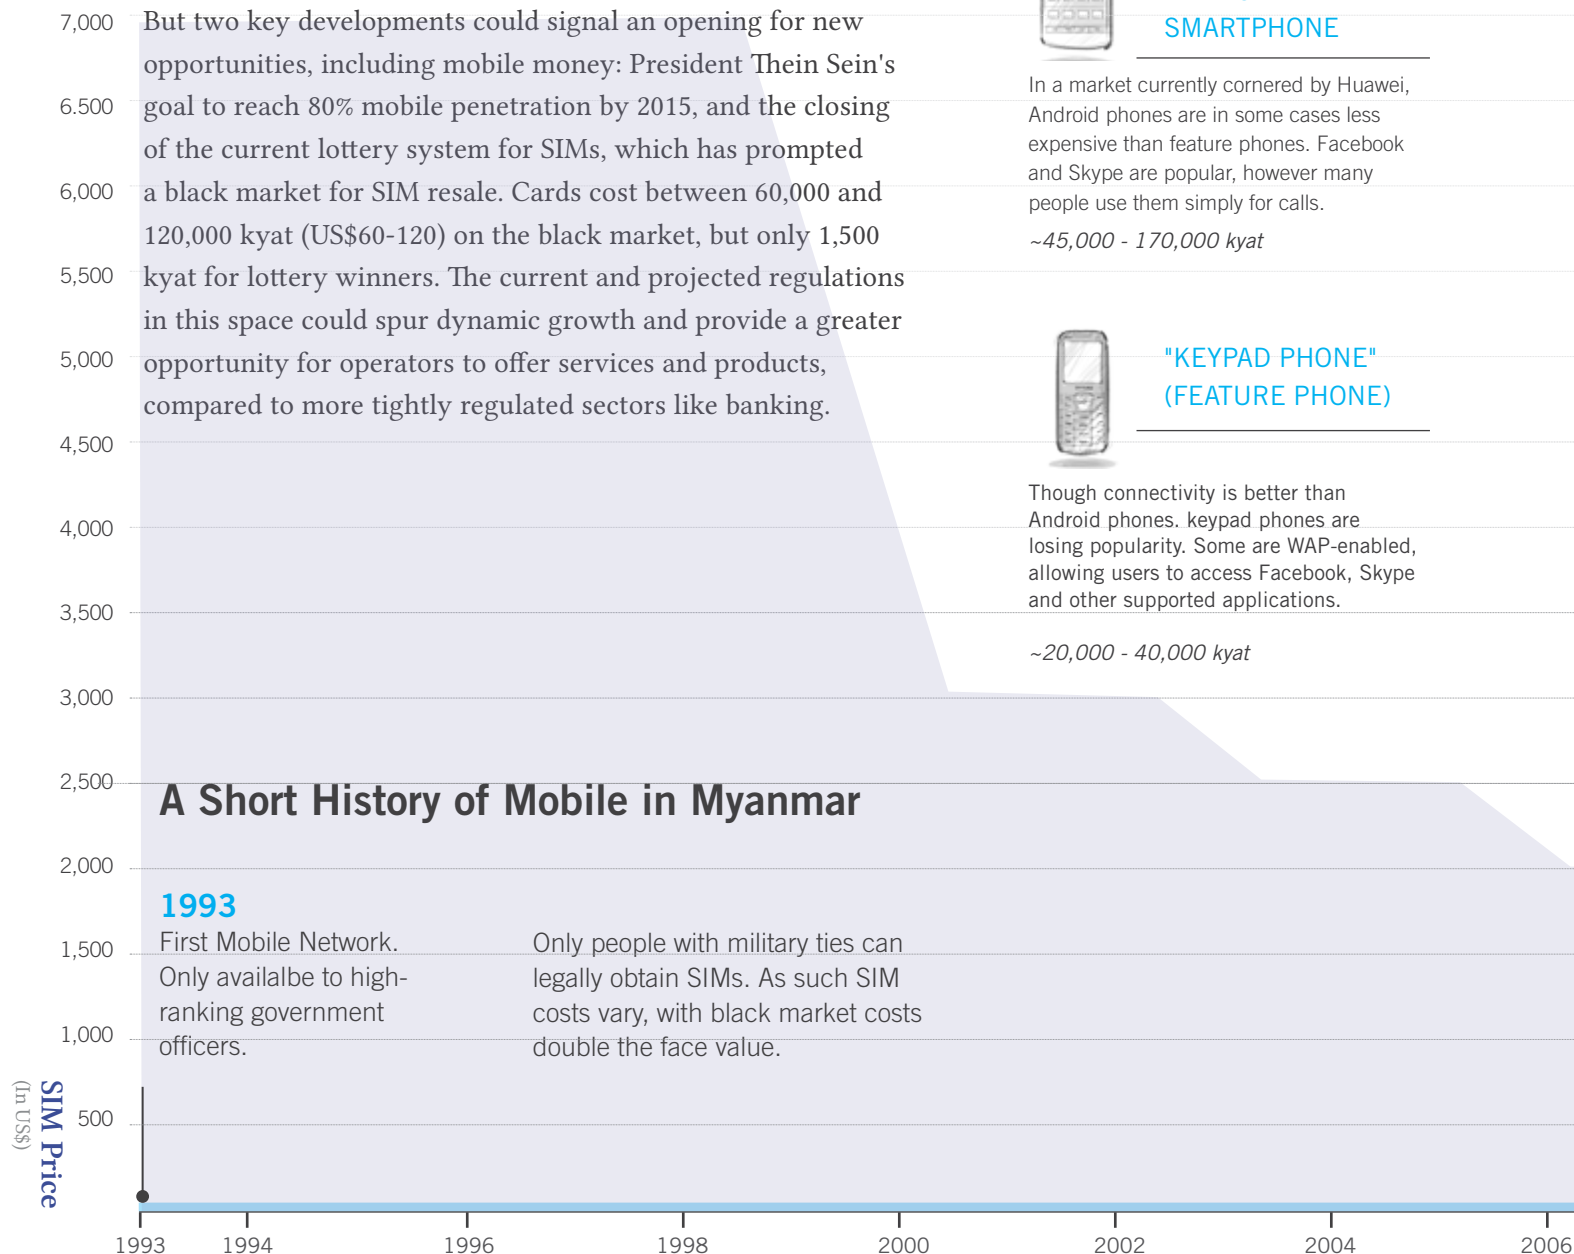 But two key developments could signal an opening for new
opportunities, including mobile money: President Thein Sein's
goal to reach 80% mobile penetration by 2015, and the closing
of the current lottery system for SIMs, which has prompted
a black market for SIM resale. Cards cost between 60,000 and
120,000 kyat (US$60-120) on the black market, but only 1,500
kyat for lottery winners. The current and projected regulations
in this space could spur dynamic growth and provide a greater
opportunity for operators to offer services and products,
compared to more tightly regulated sectors like banking.
SMARTPHONE
In a market currently cornered by Huawei,
Android phones are in some cases less
expensive than feature phones. Facebook
and Skype are popular, however many
people use them simply for calls.
~45,000 - 170,000 kyat
"KEYPAD PHONE"
(FEATURE PHONE)
Though connectivity is better than
Android phones. keypad phones are
losing popularity. Some are WAP-enabled,
allowing users to access Facebook, Skype
and other supported applications.
~20,000 - 40,000 kyat
A Short History of Mobile in Myanmar
1993
First Mobile Network.
Only availalbe to high-
ranking government
officers.
Only people with military ties can
legally obtain SIMs. As such SIM
costs vary, with black market costs
double the face value.
7,000
6.500
6,000
5,500
5,000
4,500
4,000
3,500
3,000
2,500
2,000
1,500
1,000
500
SIM Price
(In US$)
1993 1994 1996 1998 2000 2002 2004 2006